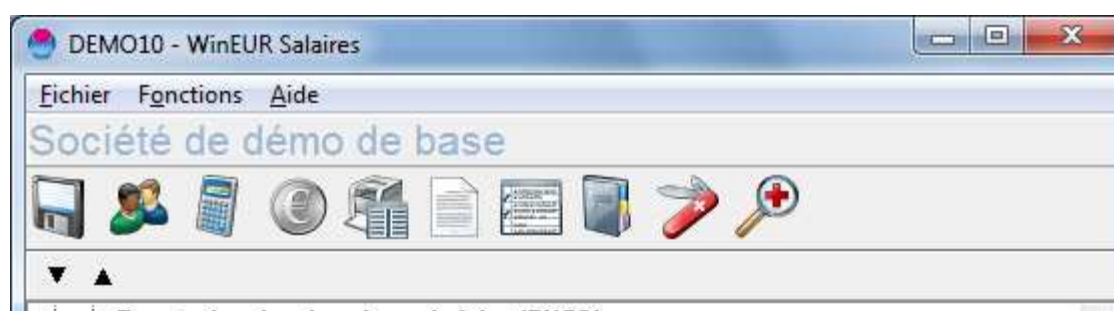 DEMO10 - WinEUR Salaires
Fichier Fonctions Aide
Société de démo de base